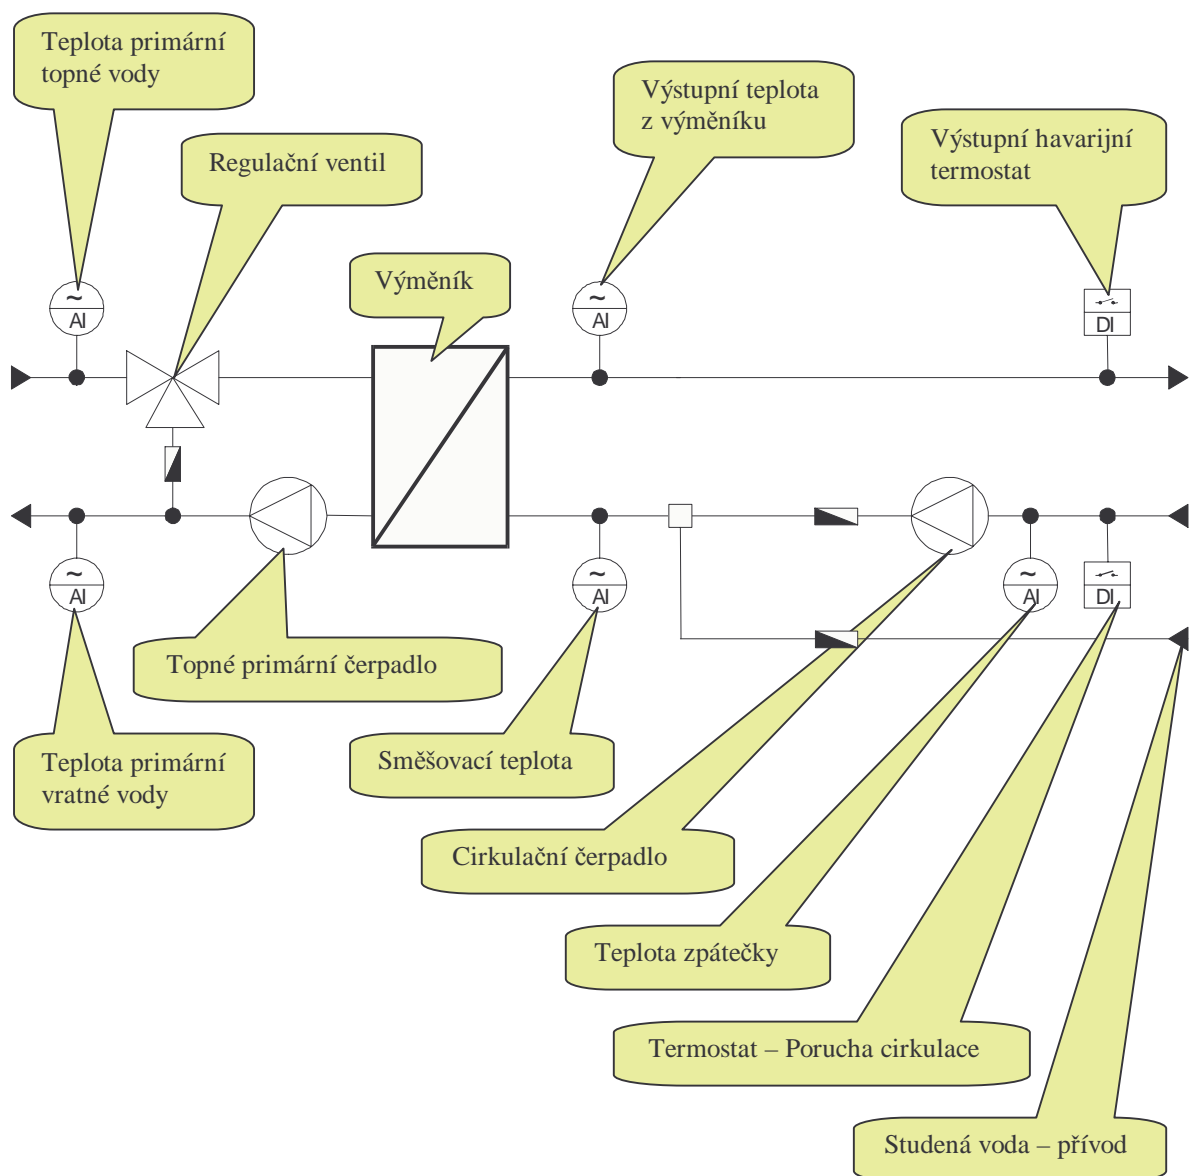 Teplota primární
topné vody
Výstupní teplota
z výměníku
Výstupní havarijní
termostat
Regulační ventil
Výměník
~
AI
~
AI
DI
~
AI
~
AI
~
AI
DI
Topné primární čerpadlo
Teplota primární
vratné vody
Směšovací teplota
Cirkulační čerpadlo
Teplota zpátečky
Termostat – Porucha cirkulace
Studená voda – přívod